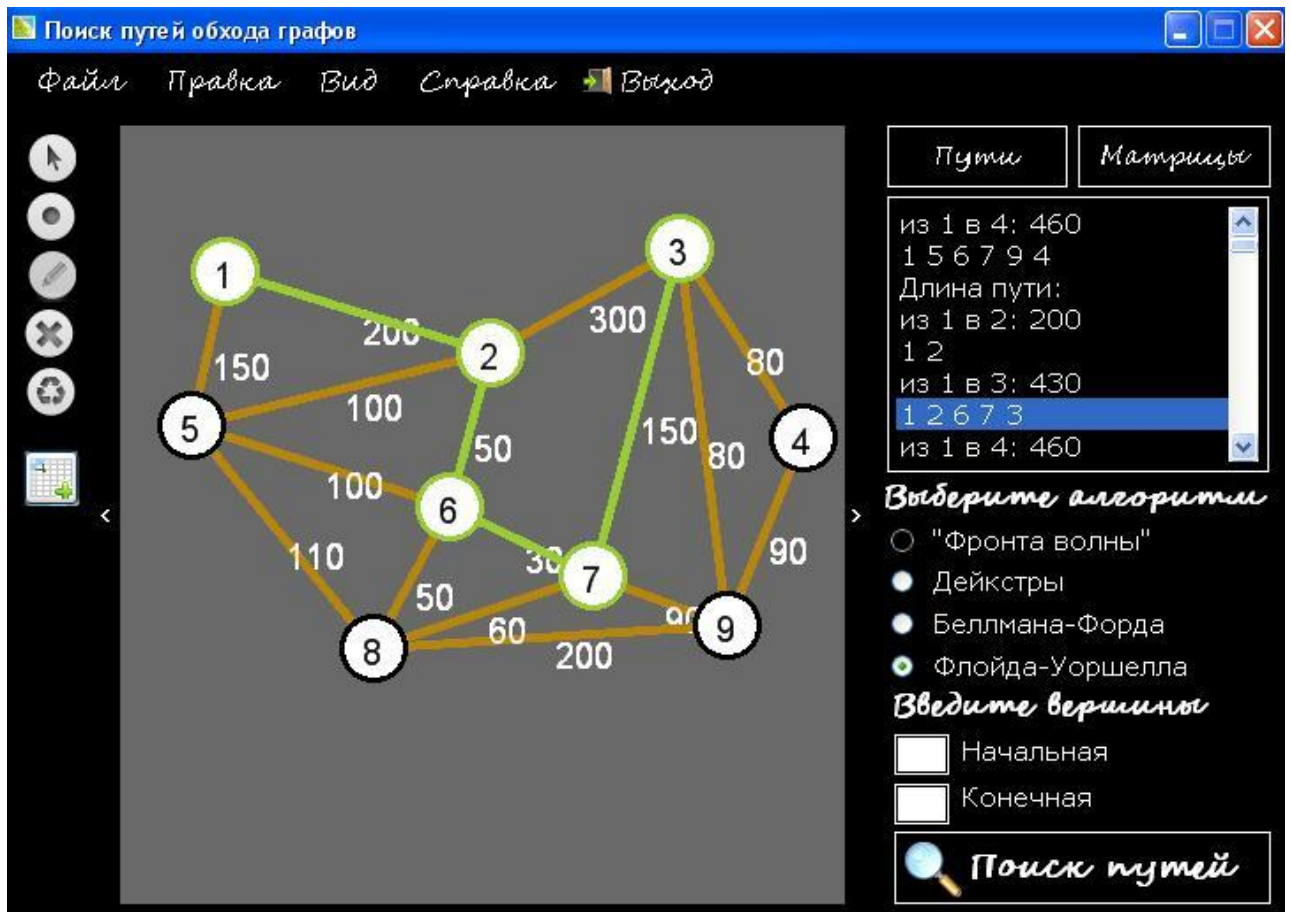 Поиск путей обхода графов
Файл Правка Вид Справка Выход
Пути Матрицы
из 1 в 4: 460
1 5 6 7 9 4
Длина пути:
из 1 в 2: 200
1 2
из 1 в 3: 430
1 2 6 7 3
из 1 в 4: 460
1
2
3
4
5
6
7
8
9
200
300
80
150
100
150
80
50
100
90
110
30
50
90
60
200
<
>
Выберите алгоритм
"Фронта волны"
Дейкстры
Беллмана-Форда
Флойда-Уоршелла
Введите вершины
Начальная
Конечная
Поиск путей